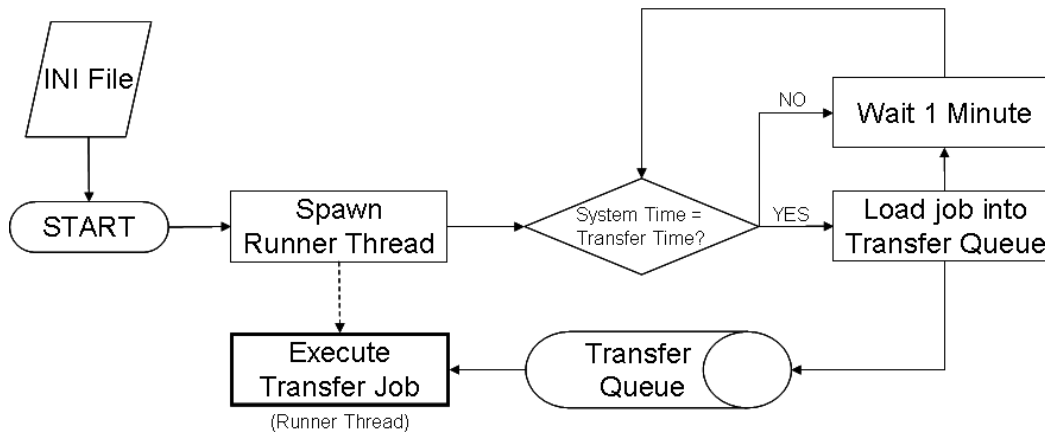 INI File
START
Spawn
Runner Thread
System Time =
Transfer Time?
NO
YES
Wait 1 Minute
Load job into
Transfer Queue
Execute
Transfer Job
(Runner Thread)
Transfer
Queue